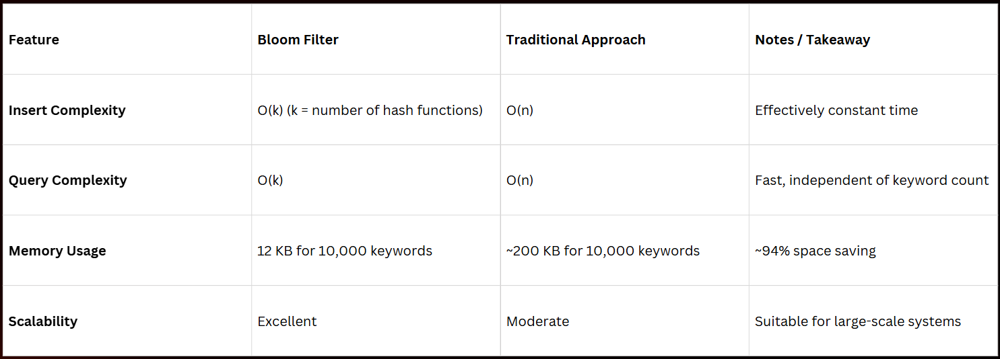 Feature Bloom Filter Traditional Approach Notes / Takeaway
Insert Complexity O(k) (k = number of hash functions) O(n) Effectively constant time
Query Complexity O(k) O(n) Fast, independent of keyword count
Memory Usage 12 KB for 10,000 keywords ~200 KB for 10,000 keywords ~94% space saving
Scalability Excellent Moderate Suitable for large-scale systems